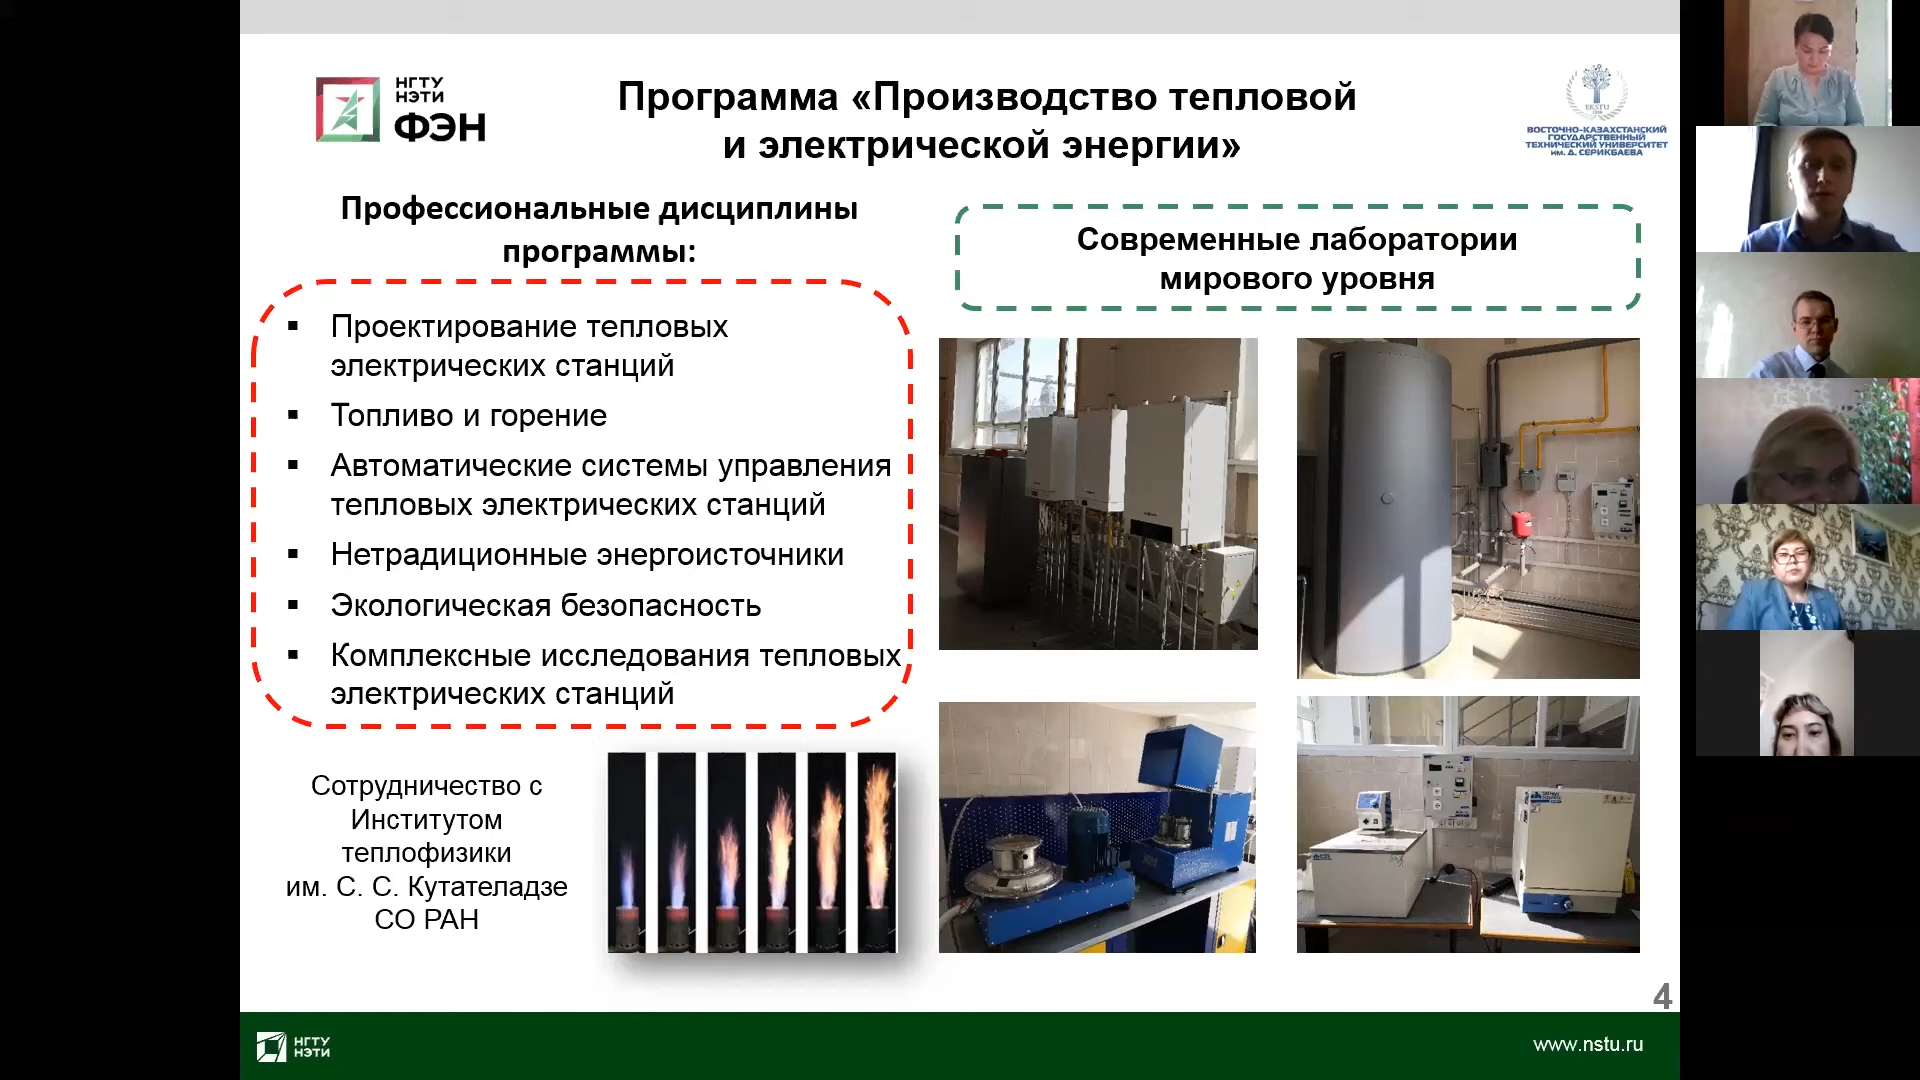 НГТУ
НЭТИ
ФЭН
Программа «Производство тепловой
и электрической энергии»
EKSTU
ВОСТОЧНО-КАЗАХСТАНСКИЙ
ГОСУДАРСТВЕННЫЙ
ТЕХНИЧЕСКИЙ УНИВЕРСИТЕТ
им. Д. СЕРИКБАЕВА
Профессиональные дисциплины
программы:
▪ Проектирование тепловых
электрических станций
▪ Топливо и горение
▪ Автоматические системы управления
тепловых электрических станций
▪ Нетрадиционные энергоисточники
▪ Экологическая безопасность
▪ Комплексные исследования тепловых
электрических станций
Современные лаборатории
мирового уровня
Сотрудничество с
Институтом
теплофизики
им. С. С. Кутателадзе
СО РАН
4
НГТУ
НЭТИ
www.nstu.ru